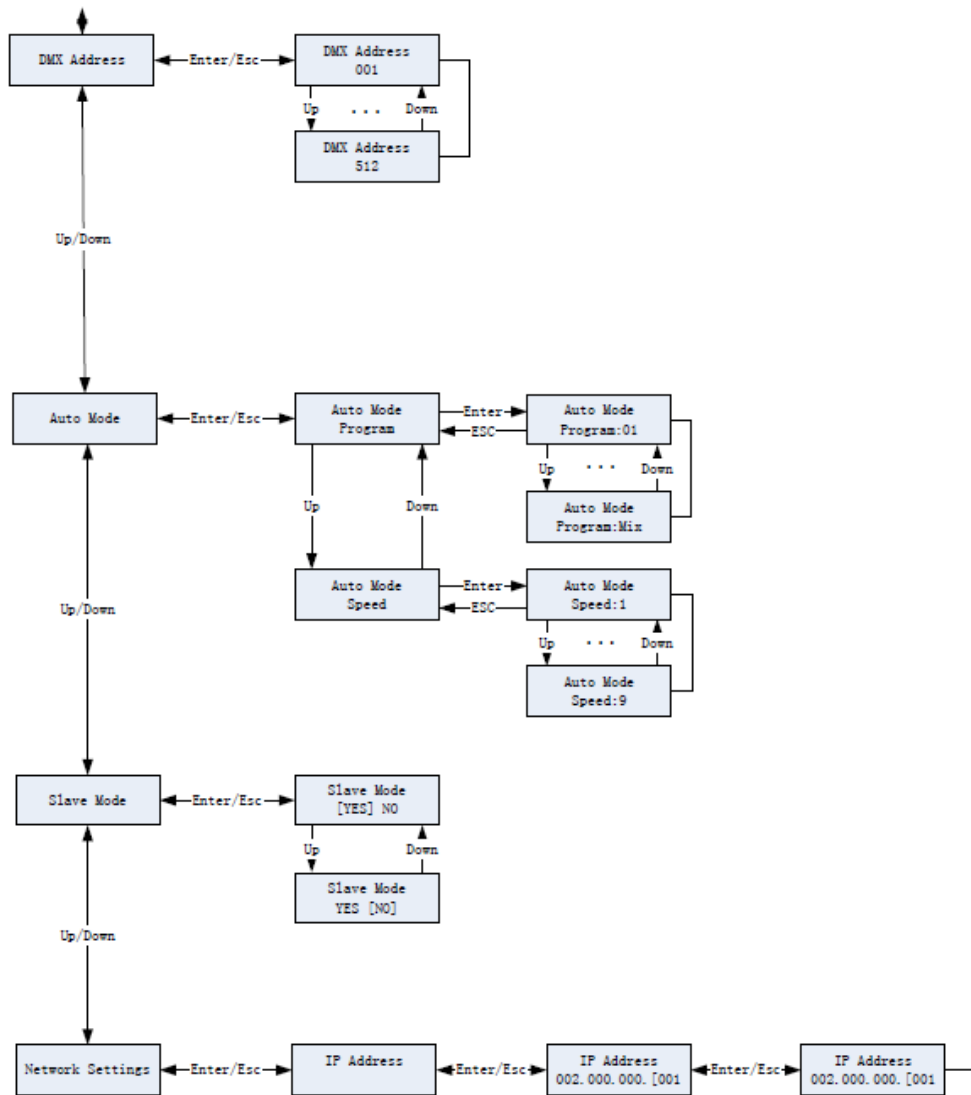 DMX Address
Enter/Esc
DMX Address
001
Up
...
Down
DMX Address
512
Up/Down
Auto Mode
Enter/Esc
Auto Mode
Program
Enter
ESC
Auto Mode
Program:01
Up
...
Down
Auto Mode
Program:Mix
Up
Down
Auto Mode
Speed
Enter
ESC
Auto Mode
Speed:1
Up
...
Down
Auto Mode
Speed:9
Up/Down
Slave Mode
Enter/Esc
Slave Mode
[YES] NO
Up
Down
Slave Mode
YES [NO]
Up/Down
Network Settings
Enter/Esc
IP Address
Enter/Esc
IP Address
002.000.000.[001
Enter/Esc
IP Address
002.000.000.[001